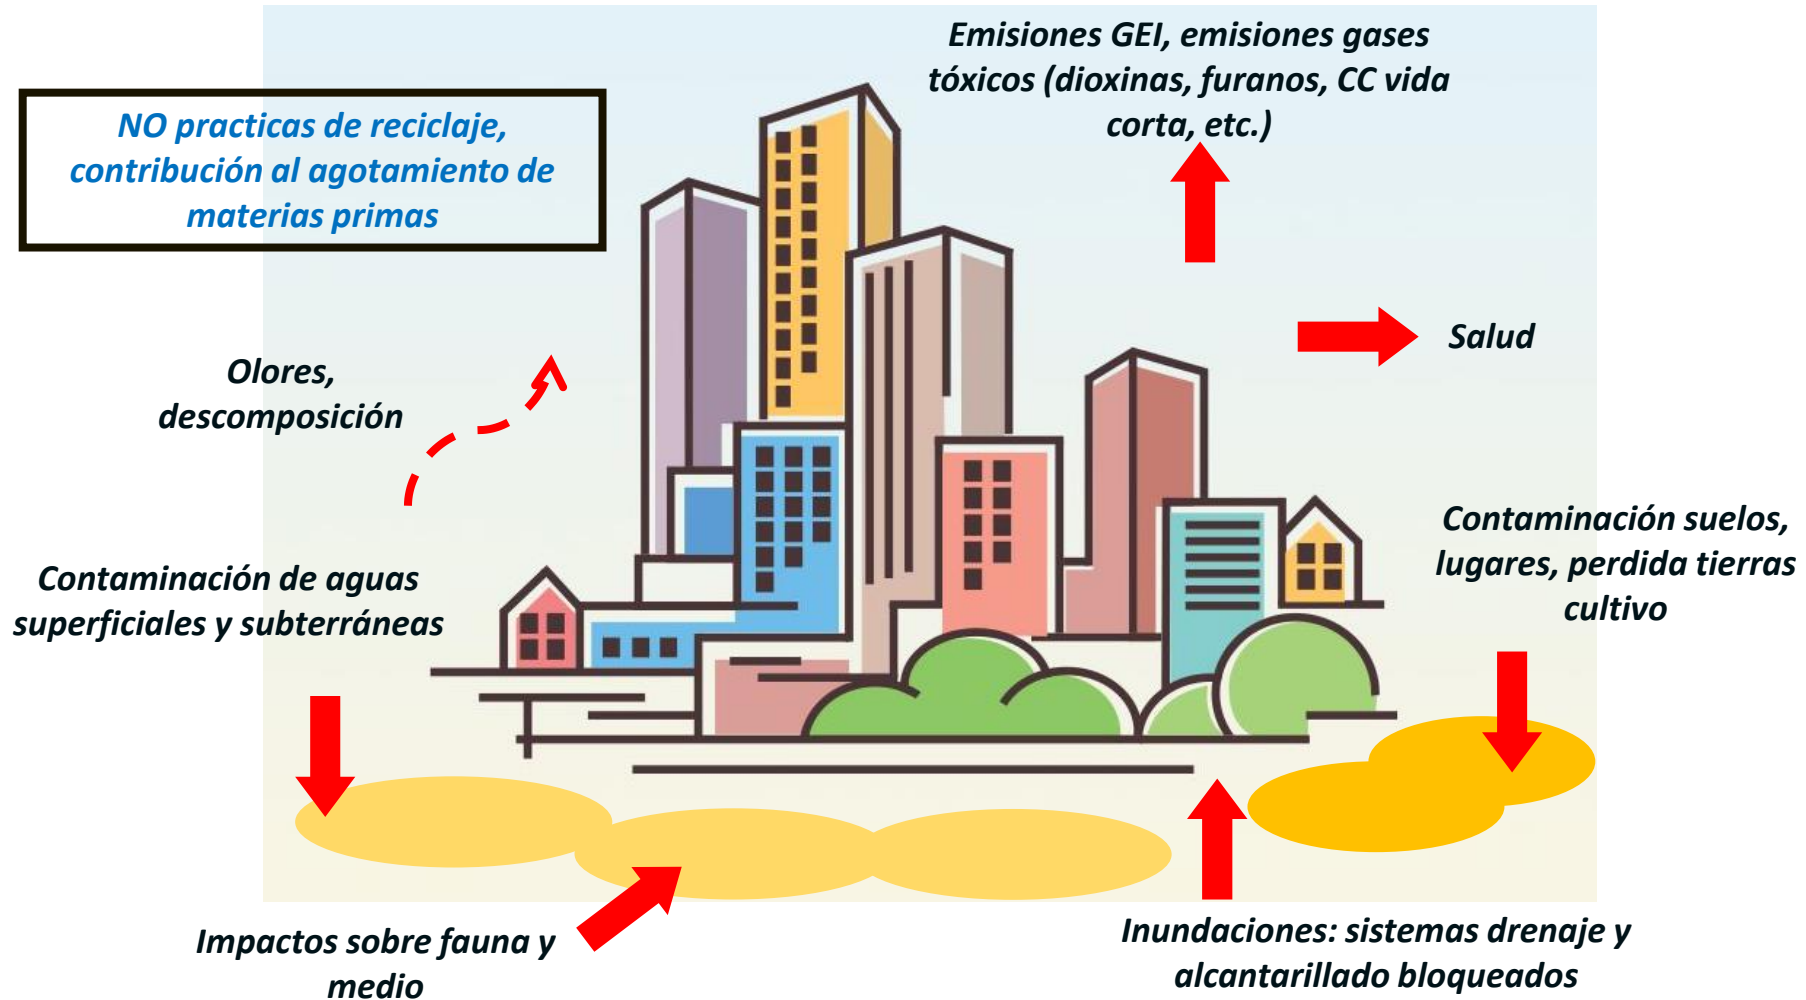 Emisiones GEI, emisiones gases
tóxicos (dioxinas, furanos, CC vida
corta, etc.)
NO practicas de reciclaje,
contribución al agotamiento de
materias primas
Salud
Olores,
descomposición
Contaminación suelos,
lugares, perdida tierras
cultivo
Contaminación de aguas
superficiales y subterráneas
Impactos sobre fauna y
medio
Inundaciones: sistemas drenaje y
alcantarillado bloqueados